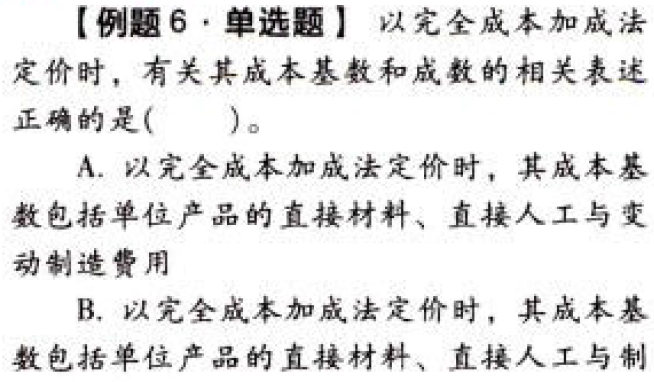 【例题6·单选题】 以完全成本加成法
定价时，有关其成本基数和成数的相关表述
正确的是(    )。
A. 以完全成本加成法定价时，其成本基
数包括单位产品的直接材料、直接人工与变
动制造费用
B. 以完全成本加成法定价时，其成本基
数包括单位产品的直接材料、直接人工与制